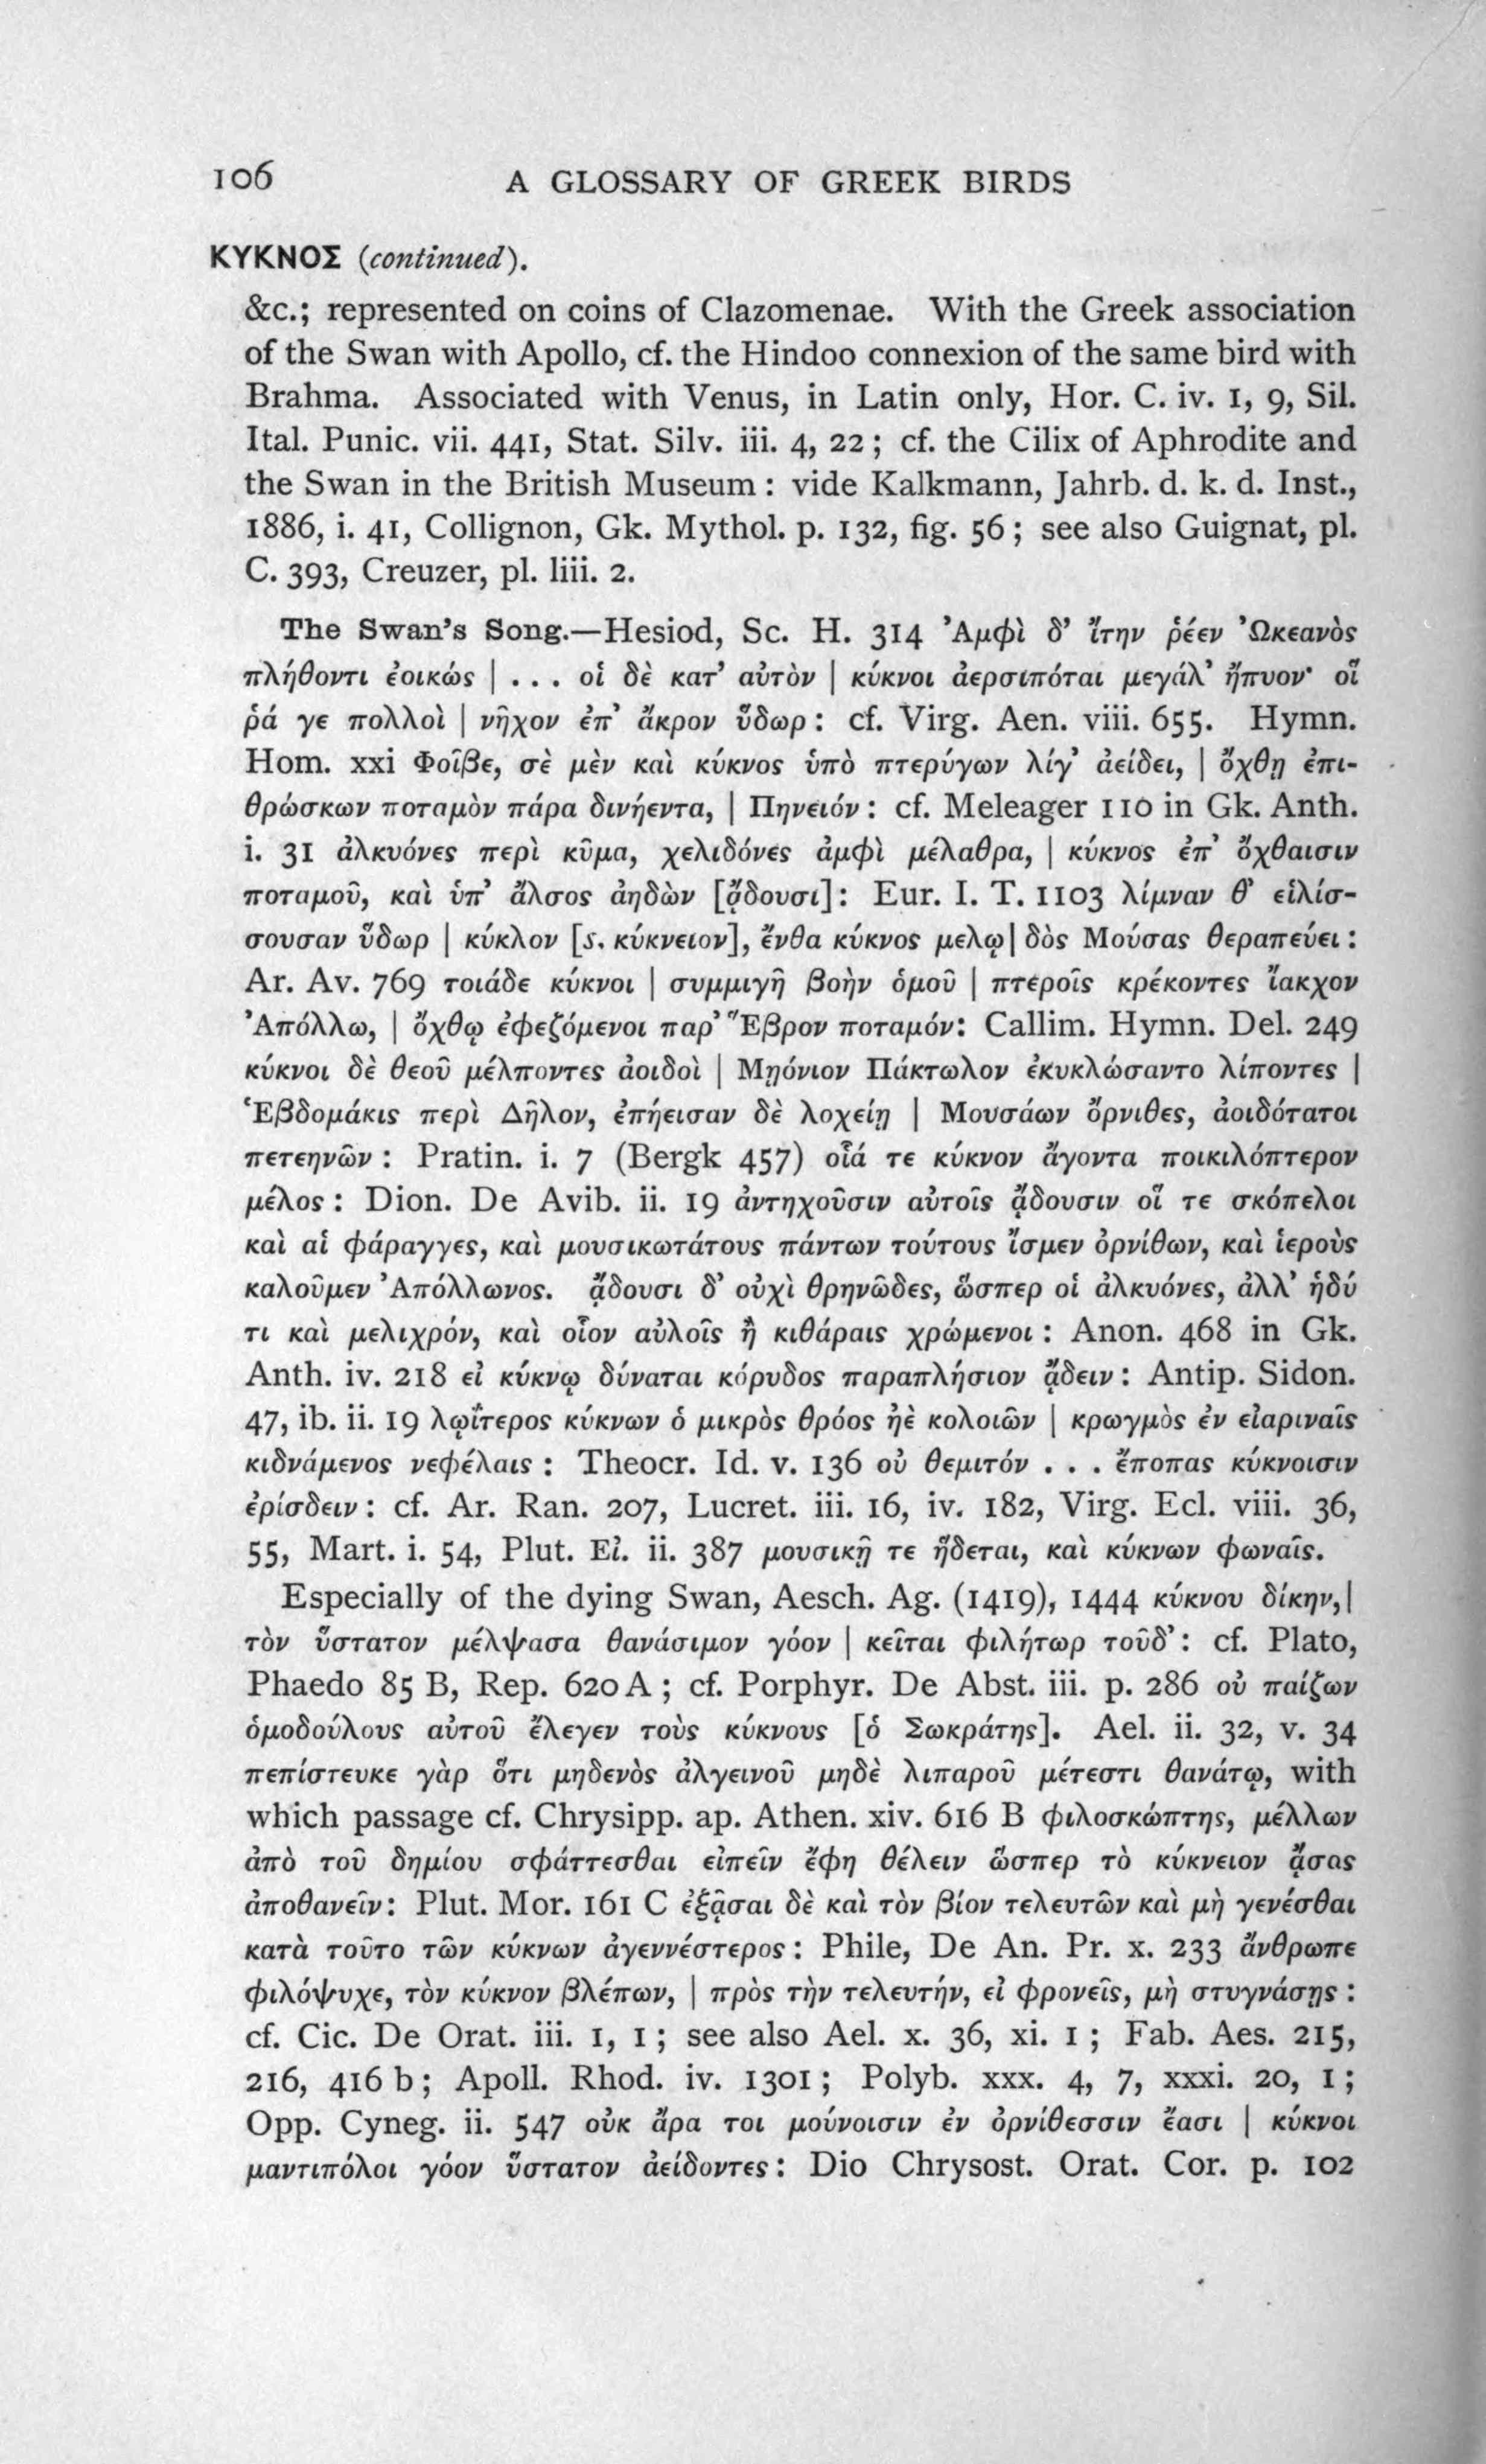 106 A GLOSSARY OF GREEK BIRDS
ΚΥΚΝΟΣ (continued).
&c.; represented on coins of Clazomenae. With the Greek association
of the Swan with Apollo, cf. the Hindoo connexion of the same bird with
Brahma. Associated with Venus, in Latin only, Hor. C. iv. 1, 9, Sil.
Ital. Punic. vii. 441, Stat. Silv. iii. 4, 22; cf. the Cilix of Aphrodite and
the Swan in the British Museum: vide Kalkmann, Jahrb. d. k. d. Inst.,
1886, i. 41, Collignon, Gk. Mythol. p. 132, fig. 56; see also Guignat, pl.
C. 393, Creuzer, pl. liii. 2.
The Swan's Song.—Hesiod, Sc. H. 314 Ἀμφὶ δ' ἴτην ῥέεν Ὠκεανὸς
πλήθοντι ἐοικώς | . . . οἱ δὲ κατ' αὐτὸν | κύκνοι ἀερσιπόται μεγάλ' ἤπυον· οἵ
ῥά γε πολλοὶ | νῆχον ἐπ' ἄκρον ὕδωρ: cf. Virg. Aen. viii. 655. Hymn.
Hom. xxi Φοῖβε, σὲ μὲν καὶ κύκνος ὑπὸ πτερύγων λίγ' ἀείδει, | ὄχθῃ ἐπι-
θρώσκων ποταμὸν πάρα δινήεντα, | Πηνειόν: cf. Meleager 110 in Gk. Anth.
i. 31 ἀλκυόνες περὶ κῦμα, χελιδόνες ἀμφὶ μέλαθρα, | κύκνος ἐπ' ὄχθαισιν
ποταμοῦ, καὶ ὑπ' ἄλσος ἀηδὼν [ᾄδουσι]: Eur. I. T. 1103 λίμναν θ' εἱλίσ-
σουσαν ὕδωρ | κύκλον [s. κύκνειον], ἔνθα κύκνος μελῳ| δὸς Μούσας θεραπεύει:
Ar. Av. 769 τοιάδε κύκνοι | συμμιγῆ βοὴν ὁμοῦ | πτεροῖς κρέκοντες ἴακχον
Ἀπόλλω, | ὄχθῳ ἐφεζόμενοι παρ' Ἕβρον ποταμόν: Callim. Hymn. Del. 249
κύκνοι δὲ θεοῦ μέλποντες ἀοιδοὶ | Μῃόνιον Πάκτωλον ἐκυκλώσαντο λίποντες |
Ἑβδομάκις περὶ Δῆλον, ἐπήεισαν δὲ λοχείῃ | Μουσάων ὄρνιθες, ἀοιδότατοι
πετεηνῶν: Pratin. i. 7 (Bergk 457) οἷά τε κύκνον ἄγοντα ποικιλόπτερον
μέλος: Dion. De Avib. ii. 19 ἀντηχοῦσιν αὐτοῖς ᾄδουσιν οἵ τε σκόπελοι
καὶ αἱ φάραγγες, καὶ μουσικωτάτους πάντων τούτους ἴσμεν ὀρνίθων, καὶ ἱεροὺς
καλοῦμεν Ἀπόλλωνος. ᾄδουσι δ' οὐχὶ θρηνῶδες, ὥσπερ οἱ ἀλκυόνες, ἀλλ' ἡδύ
τι καὶ μελιχρόν, καὶ οἷον αὐλοῖς ἢ κιθάραις χρώμενοι: Anon. 468 in Gk.
Anth. iv. 218 εἰ κύκνῳ δύναται κόρυδος παραπλήσιον ᾄδειν: Antip. Sidon.
47, ib. ii. 19 λῳΐτερος κύκνων ὁ μικρὸς θρόος ἠὲ κολοιῶν | κρωγμὸς ἐν εἰαριναῖς
κιδνάμενος νεφέλαις: Theocr. Id. v. 136 οὐ θεμιτόν . . . ἔποπας κύκνοισιν
ἐρίσδειν: cf. Ar. Ran. 207, Lucret. iii. 16, iv. 182, Virg. Ecl. viii. 36,
55, Mart. i. 54, Plut. Εἰ. ii. 387 μουσικῇ τε ἥδεται, καὶ κύκνων φωναῖς.
Especially of the dying Swan, Aesch. Ag. (1419), 1444 κύκνου δίκην,|
τὸν ὕστατον μέλψασα θανάσιμον γόον | κεῖται φιλήτωρ τοῦδ': cf. Plato,
Phaedo 85 B, Rep. 620 A; cf. Porphyr. De Abst. iii. p. 286 οὐ παίζων
ὁμοδούλους αὐτοῦ ἔλεγεν τοὺς κύκνους [ὁ Σωκράτης]. Ael. ii. 32, v. 34
πεπίστευκε γὰρ ὅτι μηδενὸς ἀλγεινοῦ μηδὲ λιπαροῦ μέτεστι θανάτῳ, with
which passage cf. Chrysipp. ap. Athen. xiv. 616 B φιλοσκώπτης, μέλλων
ἀπὸ τοῦ δημίου σφάττεσθαι εἰπεῖν ἔφη θέλειν ὥσπερ τὸ κύκνειον ᾄσας
ἀποθανεῖν: Plut. Mor. 161 C ἐξᾷσαι δὲ καὶ τὸν βίον τελευτῶν καὶ μὴ γενέσθαι
κατὰ τοῦτο τῶν κύκνων ἀγεννέστερος: Phile, De An. Pr. x. 233 ἄνθρωπε
φιλόψυχε, τὸν κύκνον βλέπων, | πρὸς τὴν τελευτήν, εἰ φρονεῖς, μὴ στυγνάσῃς:
cf. Cic. De Orat. iii. 1, 1; see also Ael. x. 36, xi. 1; Fab. Aes. 215,
216, 416 b; Apoll. Rhod. iv. 1301; Polyb. xxx. 4, 7, xxxi. 20, 1;
Opp. Cyneg. ii. 547 οὐκ ἄρα τοι μούνοισιν ἐν ὀρνίθεσσιν ἔασι | κύκνοι
μαντιπόλοι γόον ὕστατον ἀείδοντες: Dio Chrysost. Orat. Cor. p. 102